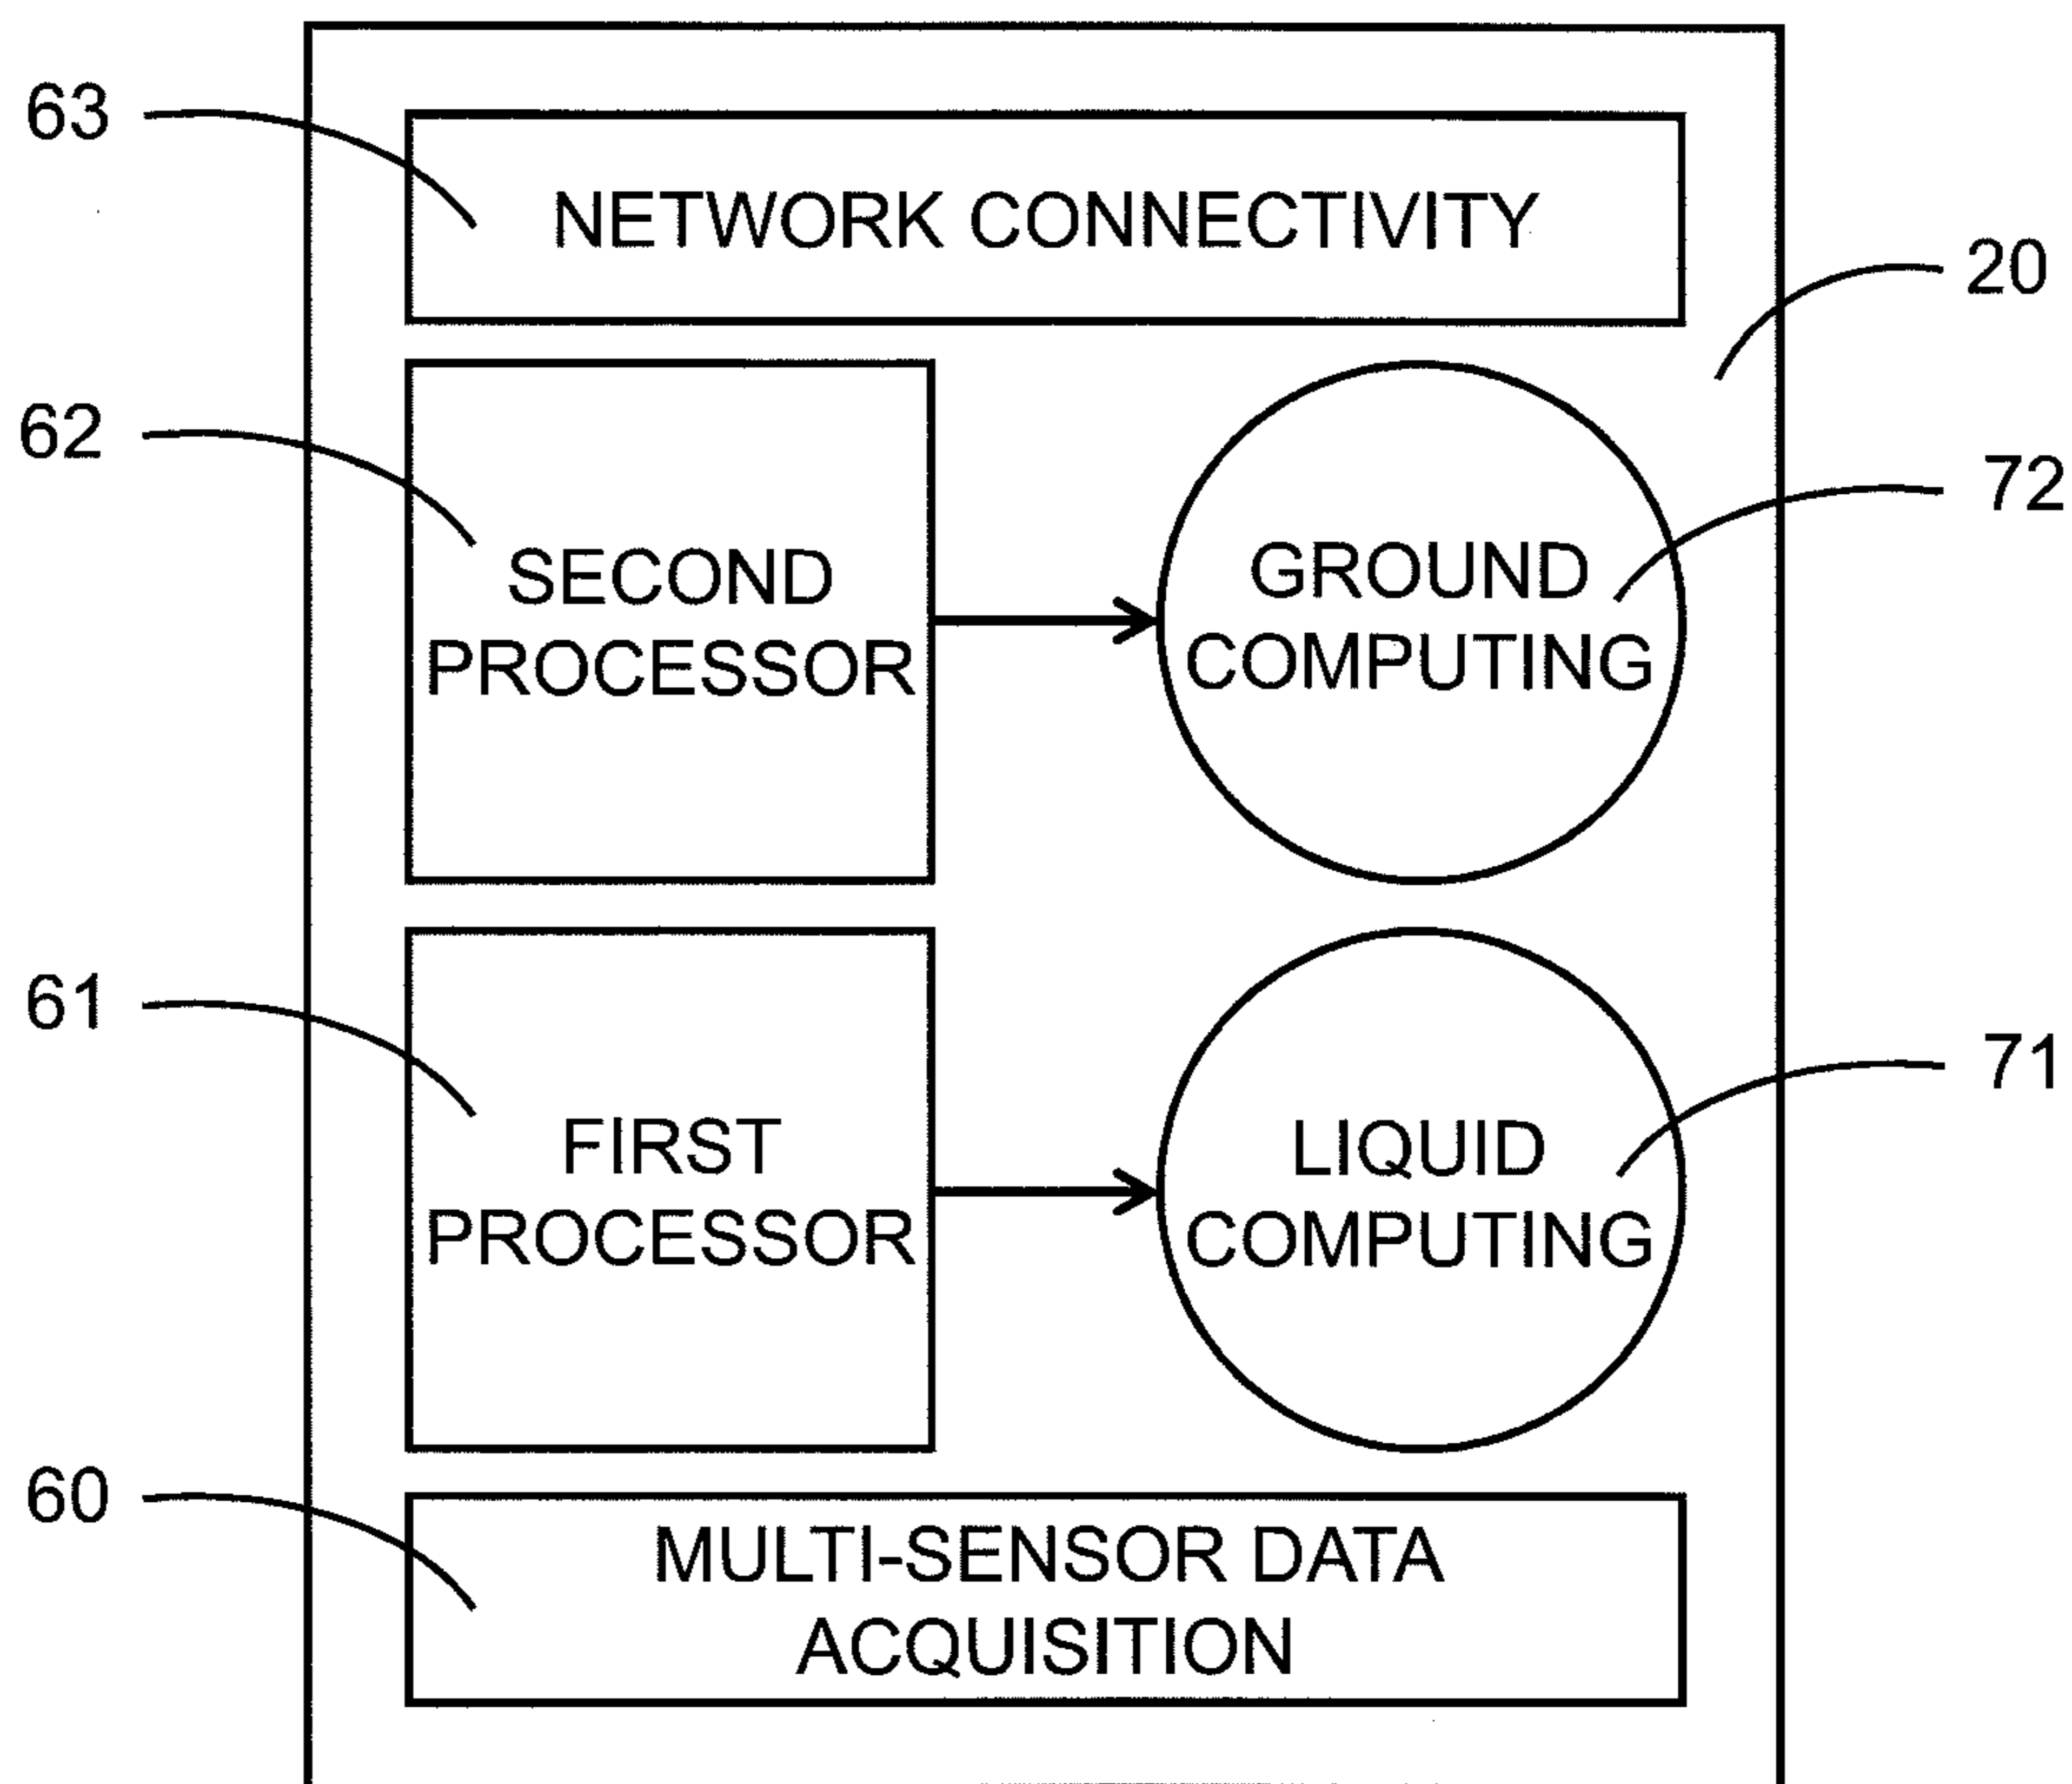 63
NETWORK CONNECTIVITY
20
62
SECOND
PROCESSOR
GROUND
COMPUTING
72
61
FIRST
PROCESSOR
LIQUID
COMPUTING
71
60
MULTI-SENSOR DATA
ACQUISITION